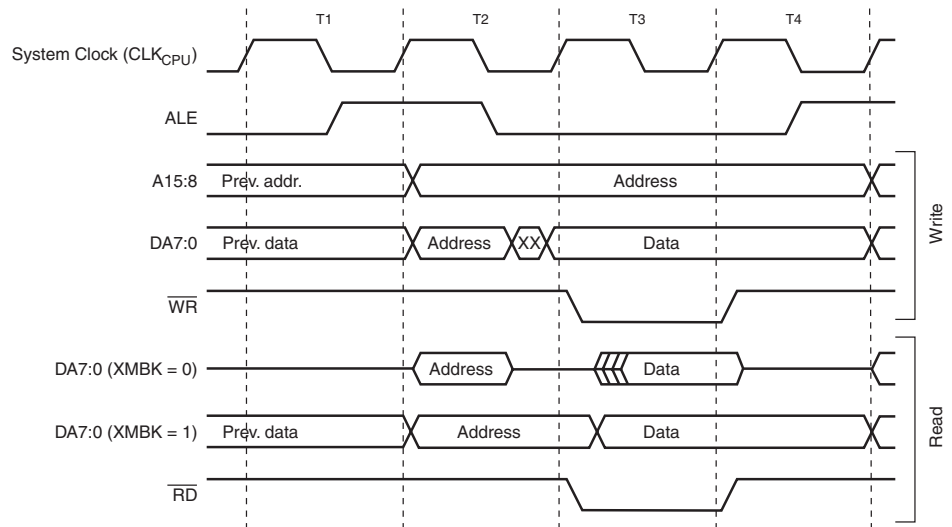 T1 T2 T3 T4
System Clock (CLKCPU)
ALE
A15:8 Prev. addr. Address
DA7:0 Prev. data Address XX Data
WR
Write
DA7:0 (XMBK = 0) Address Data
DA7:0 (XMBK = 1) Prev. data Address Data
RD
Read